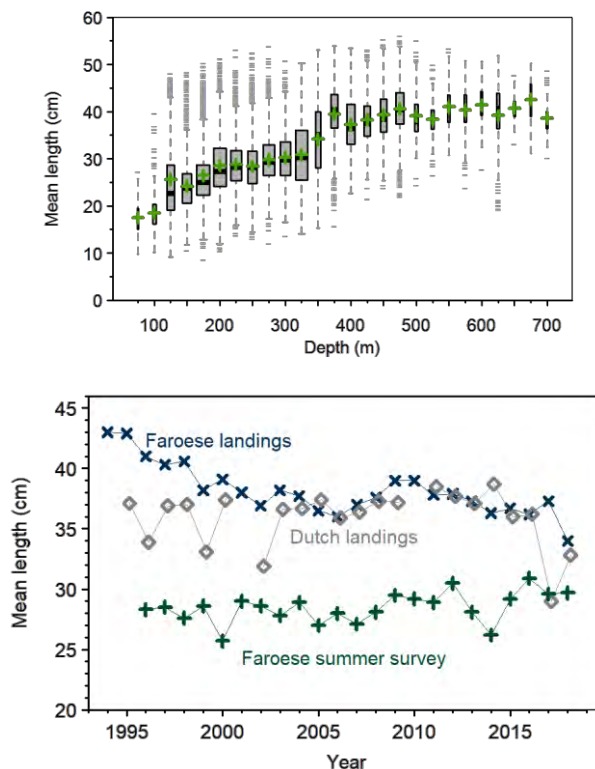 60
50
40
30
20
10
0
Mean length (cm)
100 200 300 400 500 600 700
Depth (m)
45
40
35
30
25
20
Mean length (cm)
Faroese landings
Dutch landings
Faroese summer survey
1995 2000 2005 2010 2015
Year